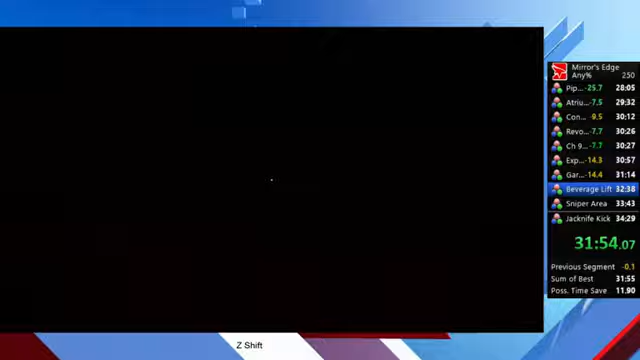 Mirror's Edge
Any% 250
Pip... -25.7 28:05
Atriu... -7.5 29:32
Con... -9.5 30:12
Revo... -7.7 30:26
Ch 9... -7.7 30:27
Exp... -14.3 30:57
Gar... -14.4 31:14
Beverage Lift 32:38
Sniper Area 33:43
Jacknife Kick 34:29
31:54.07
Previous Segment -0.1
Sum of Best 31:55
Poss. Time Save 11.90
Z Shift